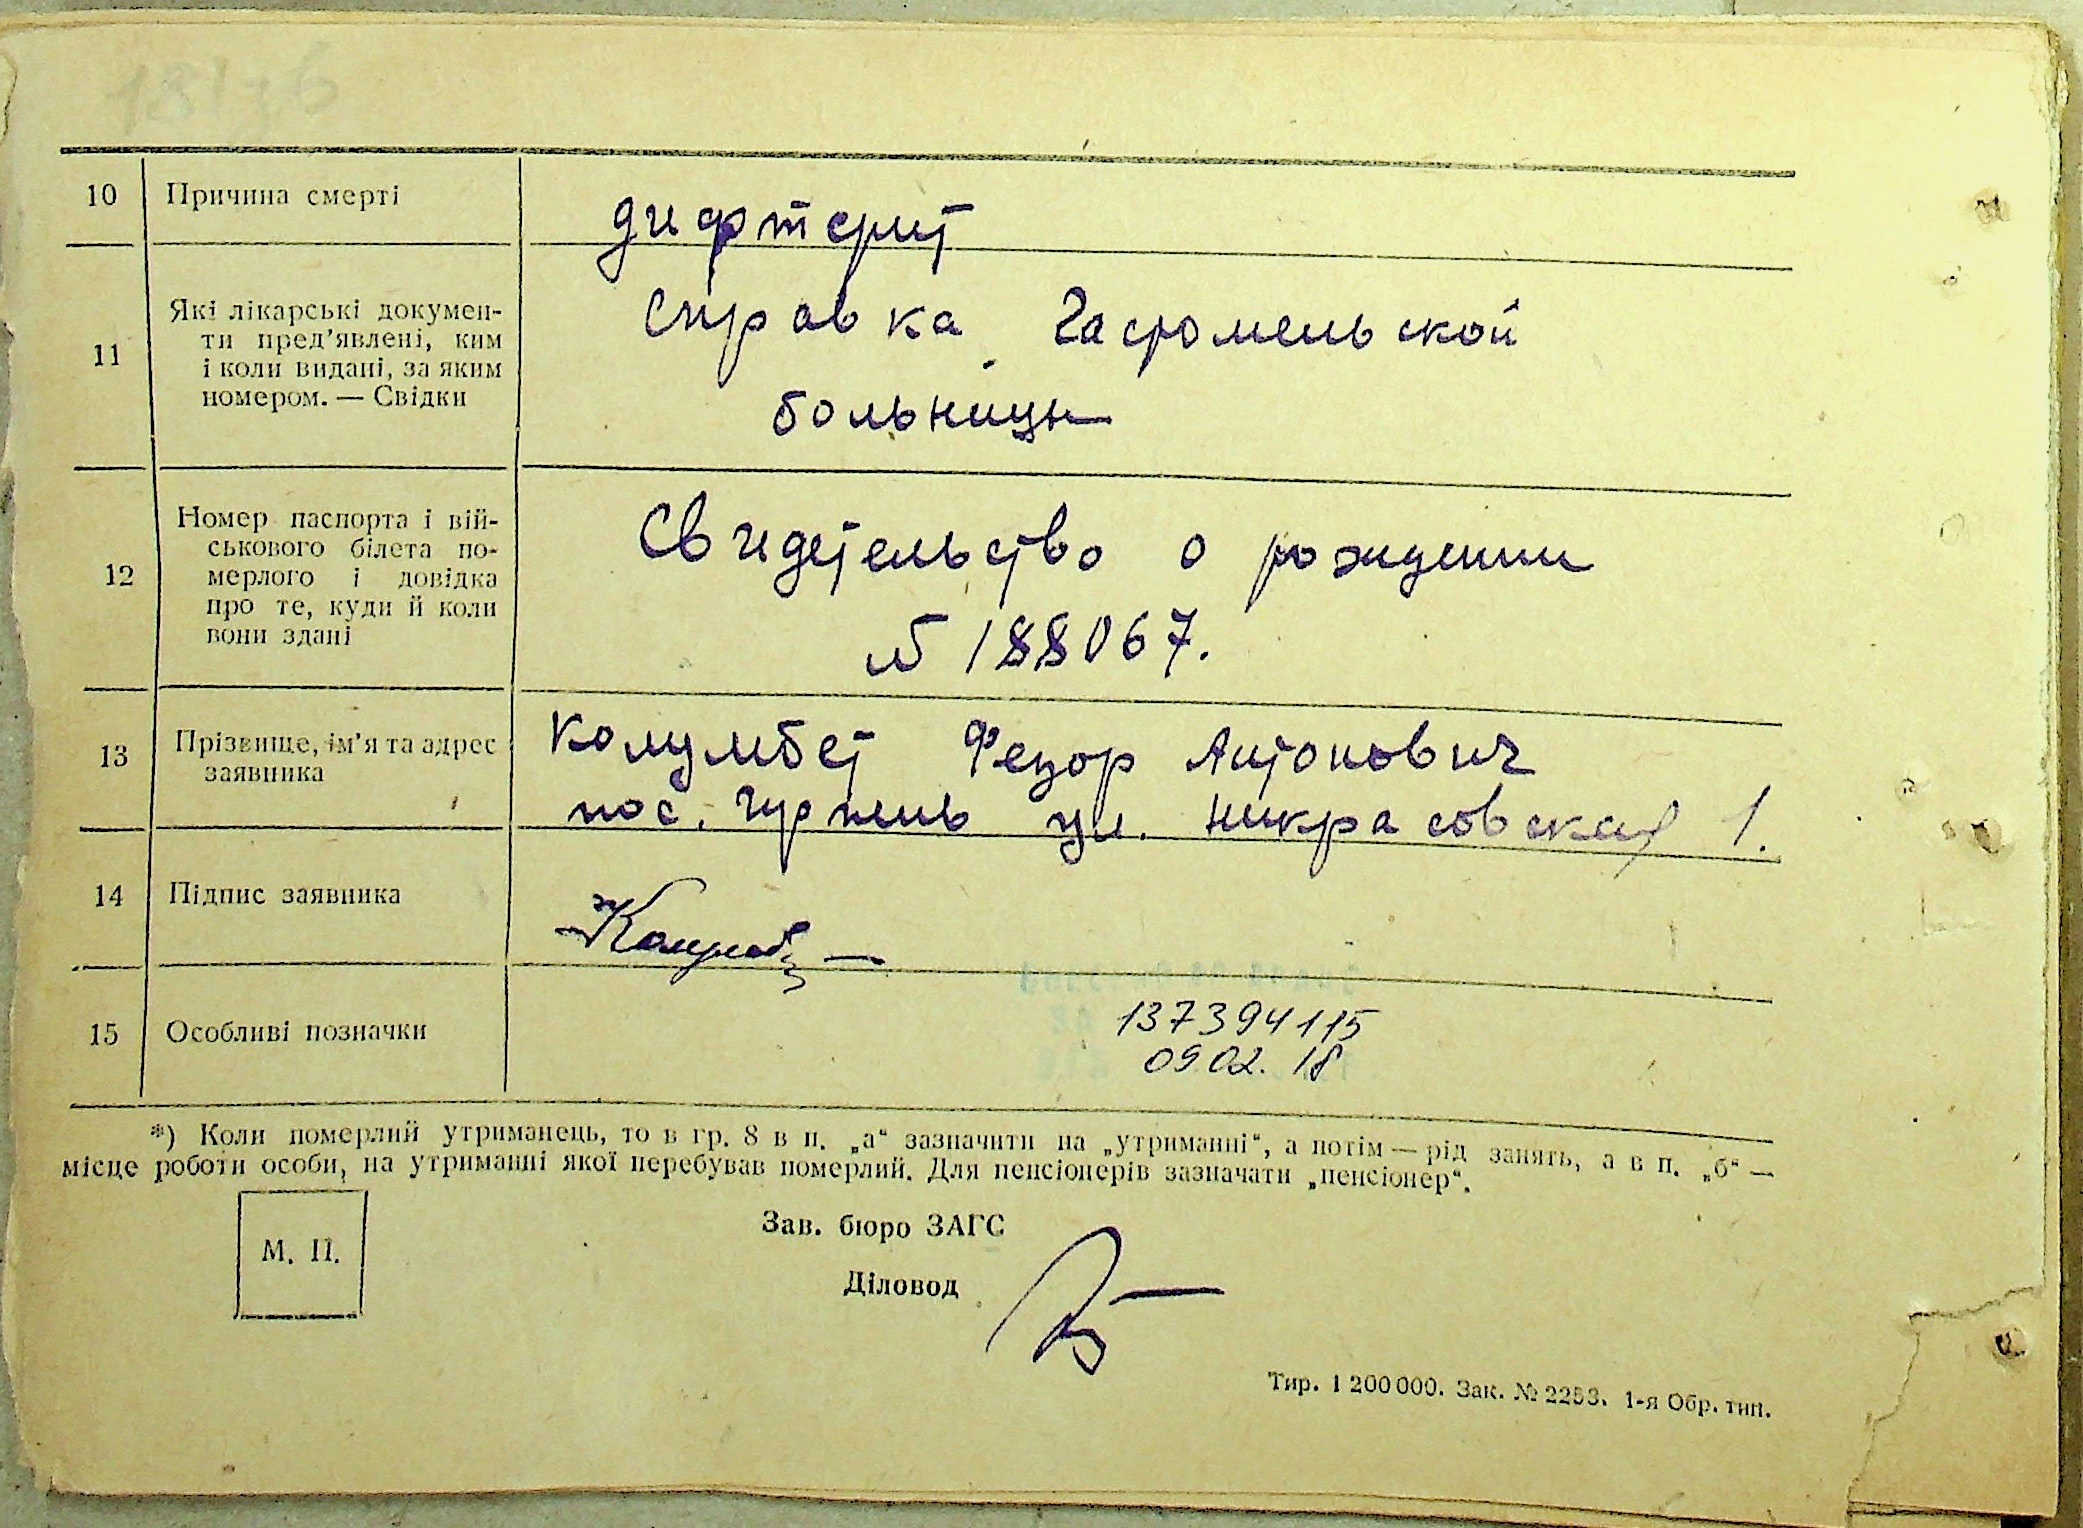 10 Причина смерті дифтерит
11 Які лікарські докумен-
ти пред'явлені, ким
і коли видані, за яким
номером. — Свідки
справка Гастомельской
больницы
12 Номер паспорта і вій-
ськового білета по-
мерлого і довідка
про те, куди й коли
вони здані
Свидетельство о рождении
№ 188067.
13 Прізвище, ім'я та адрес
заявника
Колумбет Федор Антонович
пос. Ирпень ул. Некрасовская 1.
14 Підпис заявника
15 Особливі позначки
137394115
09 02. 18
*) Коли померлий утриманець, то в гр. 8 в п. „а“ зазначити на „утриманні“, а потім — рід занять, а в п. „б“ —
місце роботи особи, на утриманні якої перебував померлий. Для пенсіонерів зазначати „пенсіонер“.
Зав. бюро ЗАГС
М. П.
Діловод
Тир. 1 200 000. Зак. № 2253. 1-я Обр. тип.